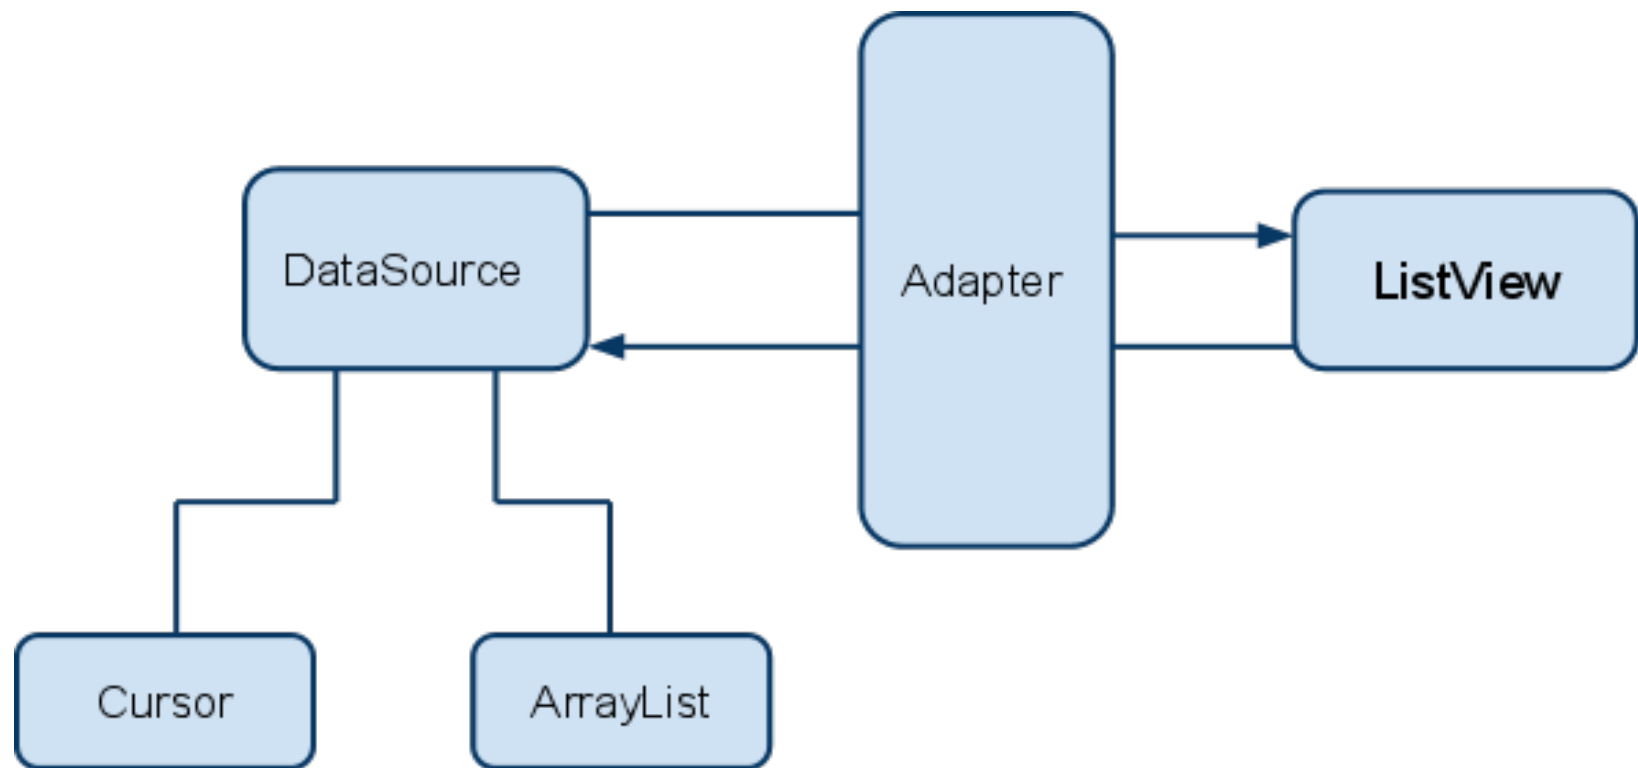 DataSource
Adapter
ListView
Cursor
ArrayList